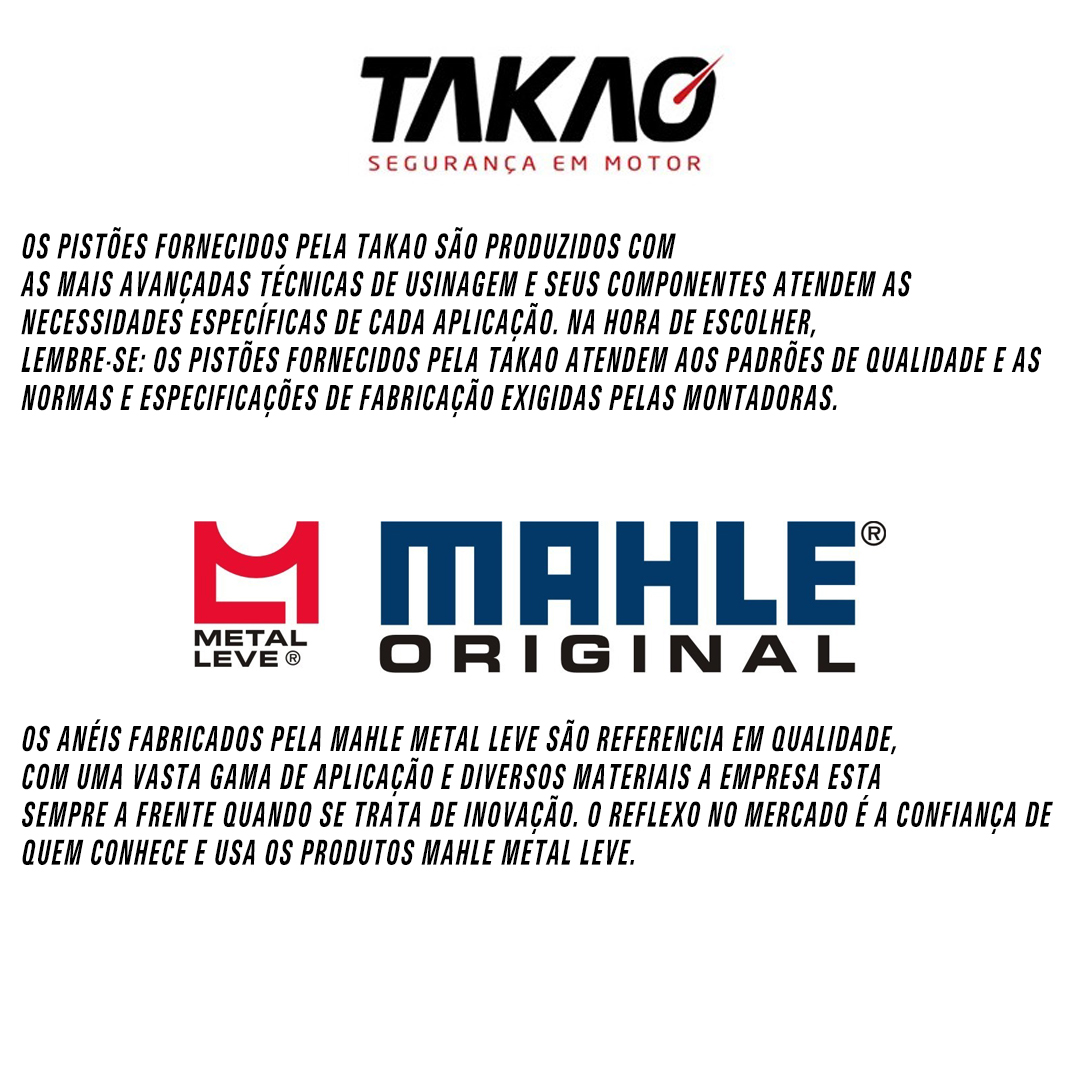 TAKAO
SEGURANÇA EM MOTOR
OS PISTÕES FORNECIDOS PELA TAKAO SÃO PRODUZIDOS COM
AS MAIS AVANÇADAS TÉCNICAS DE USINAGEM E SEUS COMPONENTES ATENDEM AS
NECESSIDADES ESPECÍFICAS DE CADA APLICAÇÃO. NA HORA DE ESCOLHER,
LEMBRE-SE: OS PISTÕES FORNECIDOS PELA TAKAO ATENDEM AOS PADRÕES DE QUALIDADE E AS
NORMAS E ESPECIFICAÇÕES DE FABRICAÇÃO EXIGIDAS PELAS MONTADORAS.
METAL
LEVE®
MAHLE®
ORIGINAL
OS ANÉIS FABRICADOS PELA MAHLE METAL LEVE SÃO REFERENCIA EM QUALIDADE,
COM UMA VASTA GAMA DE APLICAÇÃO E DIVERSOS MATERIAIS A EMPRESA ESTA
SEMPRE A FRENTE QUANDO SE TRATA DE INOVAÇÃO. O REFLEXO NO MERCADO É A CONFIANÇA DE
QUEM CONHECE E USA OS PRODUTOS MAHLE METAL LEVE.